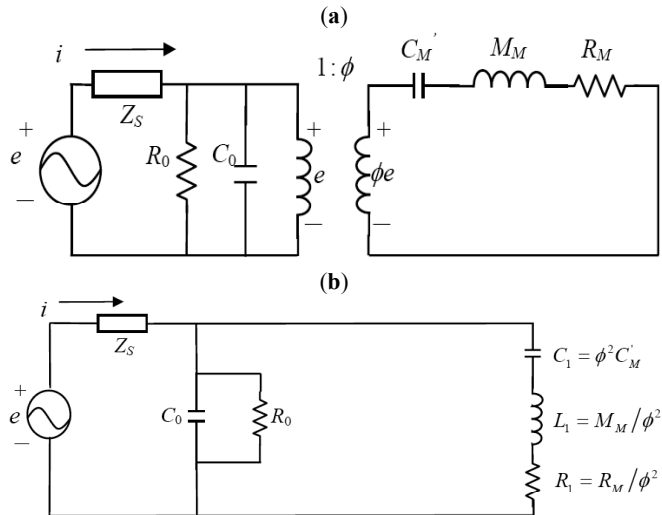 (a)
i
Z_S
1:ϕ
C_M'
M_M
R_M
+
e
−
R_0
C_0
+
e
−
+
ϕe
−
(b)
i
Z_S
+
e
−
C_0
R_0
C_1 = ϕ^2 C_M'
L_1 = M_M/ϕ^2
R_1 = R_M/ϕ^2